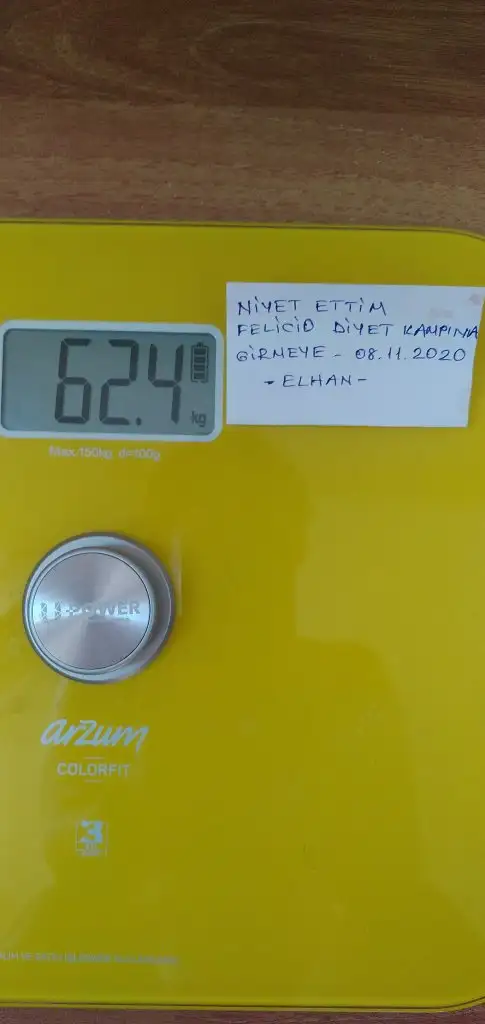 NİYET ETTİM
FELİCİO DİYET KAMPINA
GİRMEYE - 08.11.2020
- ELHAN -
62.4 kg
Max.150kg d=100g
U-POWER
arzum
COLORFIT
3